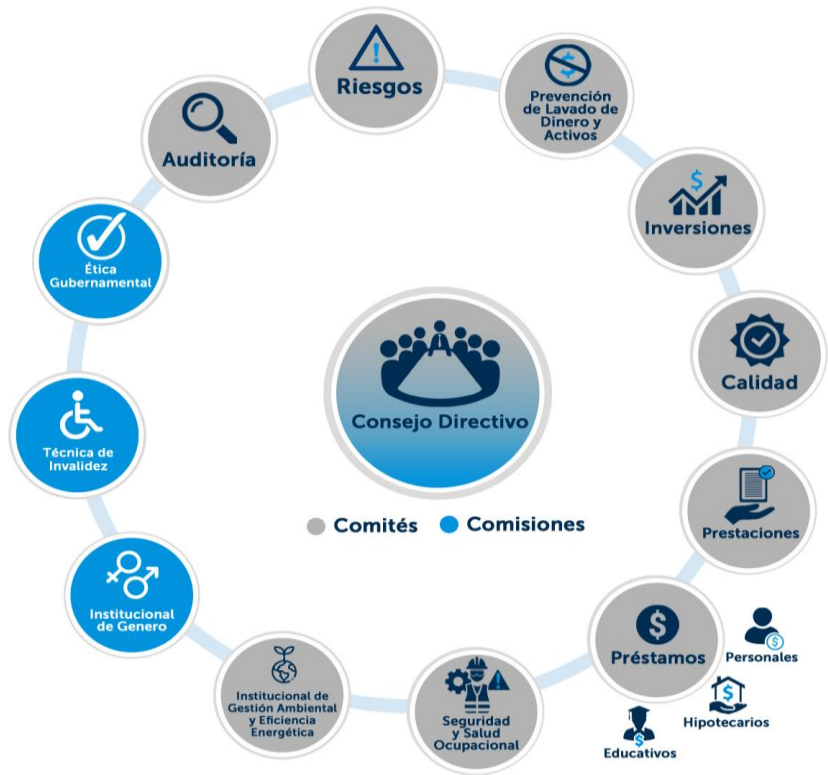 Riesgos
Prevención
de Lavado de
Dinero y
Activos
Inversiones
Calidad
Prestaciones
Préstamos
Personales
Hipotecarios
Educativos
Seguridad
y Salud
Ocupacional
Institucional de
Gestión Ambiental
y Eficiencia
Energética
Institucional
de Genero
Técnica de
Invalidez
Ética
Gubernamental
Auditoría
Consejo Directivo
Comités
Comisiones